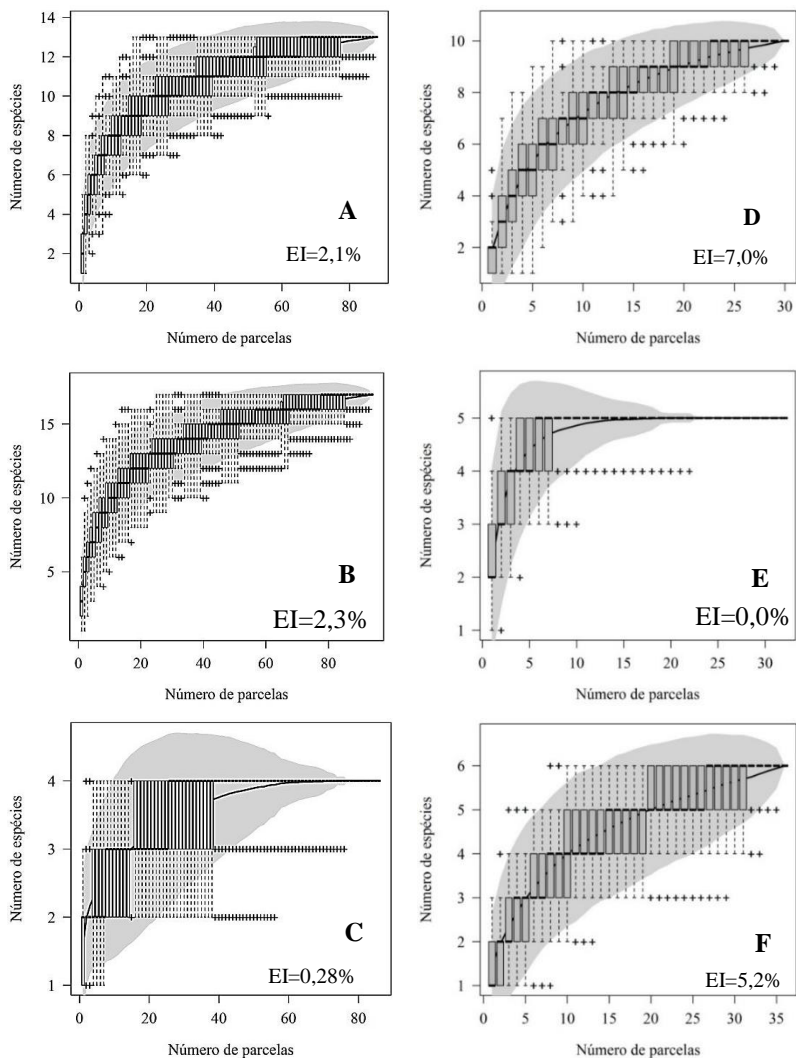 14
12
10
8
6
4
2
Número de espécies
0 20 40 60 80
Número de parcelas
A
EI=2,1%
10
8
6
4
2
Número de espécies
0 5 10 15 20 25 30
Número de parcelas
D
EI=7,0%
15
10
5
Número de espécies
0 20 40 60 80
Número de parcelas
B
EI=2,3%
5
4
3
2
1
Número de espécies
0 5 10 15 20 25 30
Número de parcelas
E
EI=0,0%
4
3
2
1
Número de espécies
0 20 40 60 80
Número de parcelas
C
EI=0,28%
6
5
4
3
2
1
Número de espécies
0 5 10 15 20 25 30 35
Número de parcelas
F
EI=5,2%